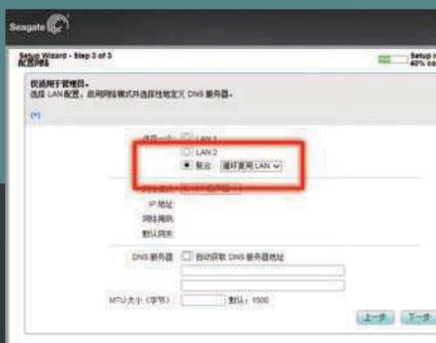 Seagate
Setup Wizard - Step 3 of 3
配置网络
仅适用于管理员。
选择 LAN 配置，启用网络模式并选择性地定义 DNS 服务器。
[+]
选择一个: LAN 1
LAN 2
聚合 循环复用 LAN
IP 地址
网络掩码
默认网关
DNS 服务器 自动获取 DNS 服务器地址
MTU 大小（字节）: 默认: 1500
上一步 下一步
40% co